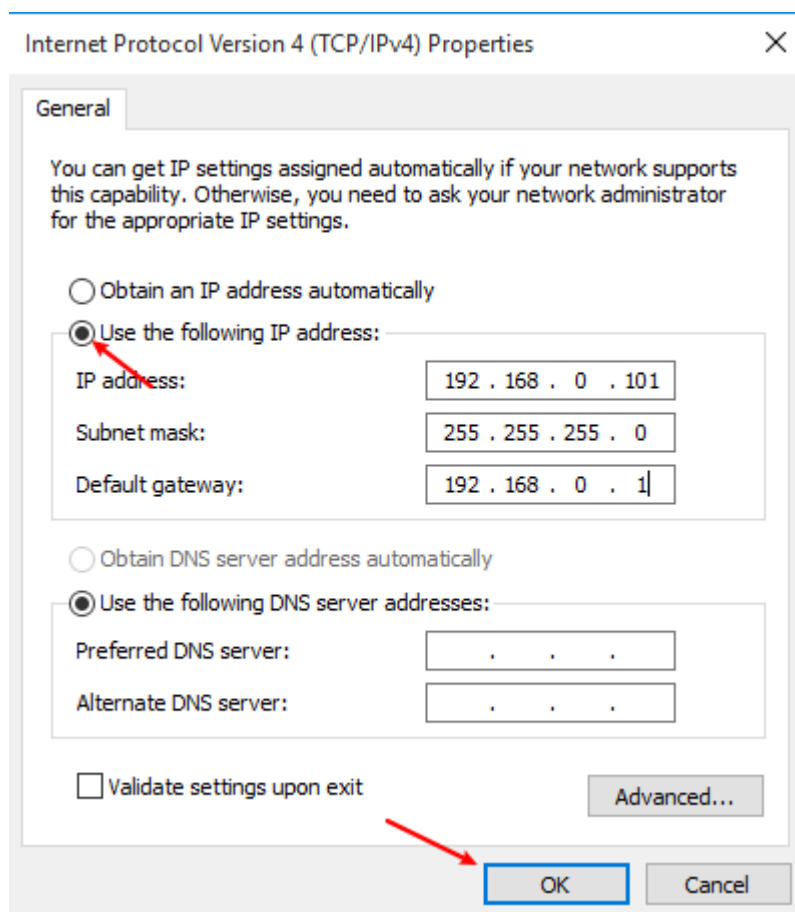 Internet Protocol Version 4 (TCP/IPv4) Properties
General
You can get IP settings assigned automatically if your network supports
this capability. Otherwise, you need to ask your network administrator
for the appropriate IP settings.
Obtain an IP address automatically
Use the following IP address:
IP address: 192 . 168 . 0 . 101
Subnet mask: 255 . 255 . 255 . 0
Default gateway: 192 . 168 . 0 . 1
Obtain DNS server address automatically
Use the following DNS server addresses:
Preferred DNS server: . . .
Alternate DNS server: . . .
Validate settings upon exit
Advanced...
OK Cancel